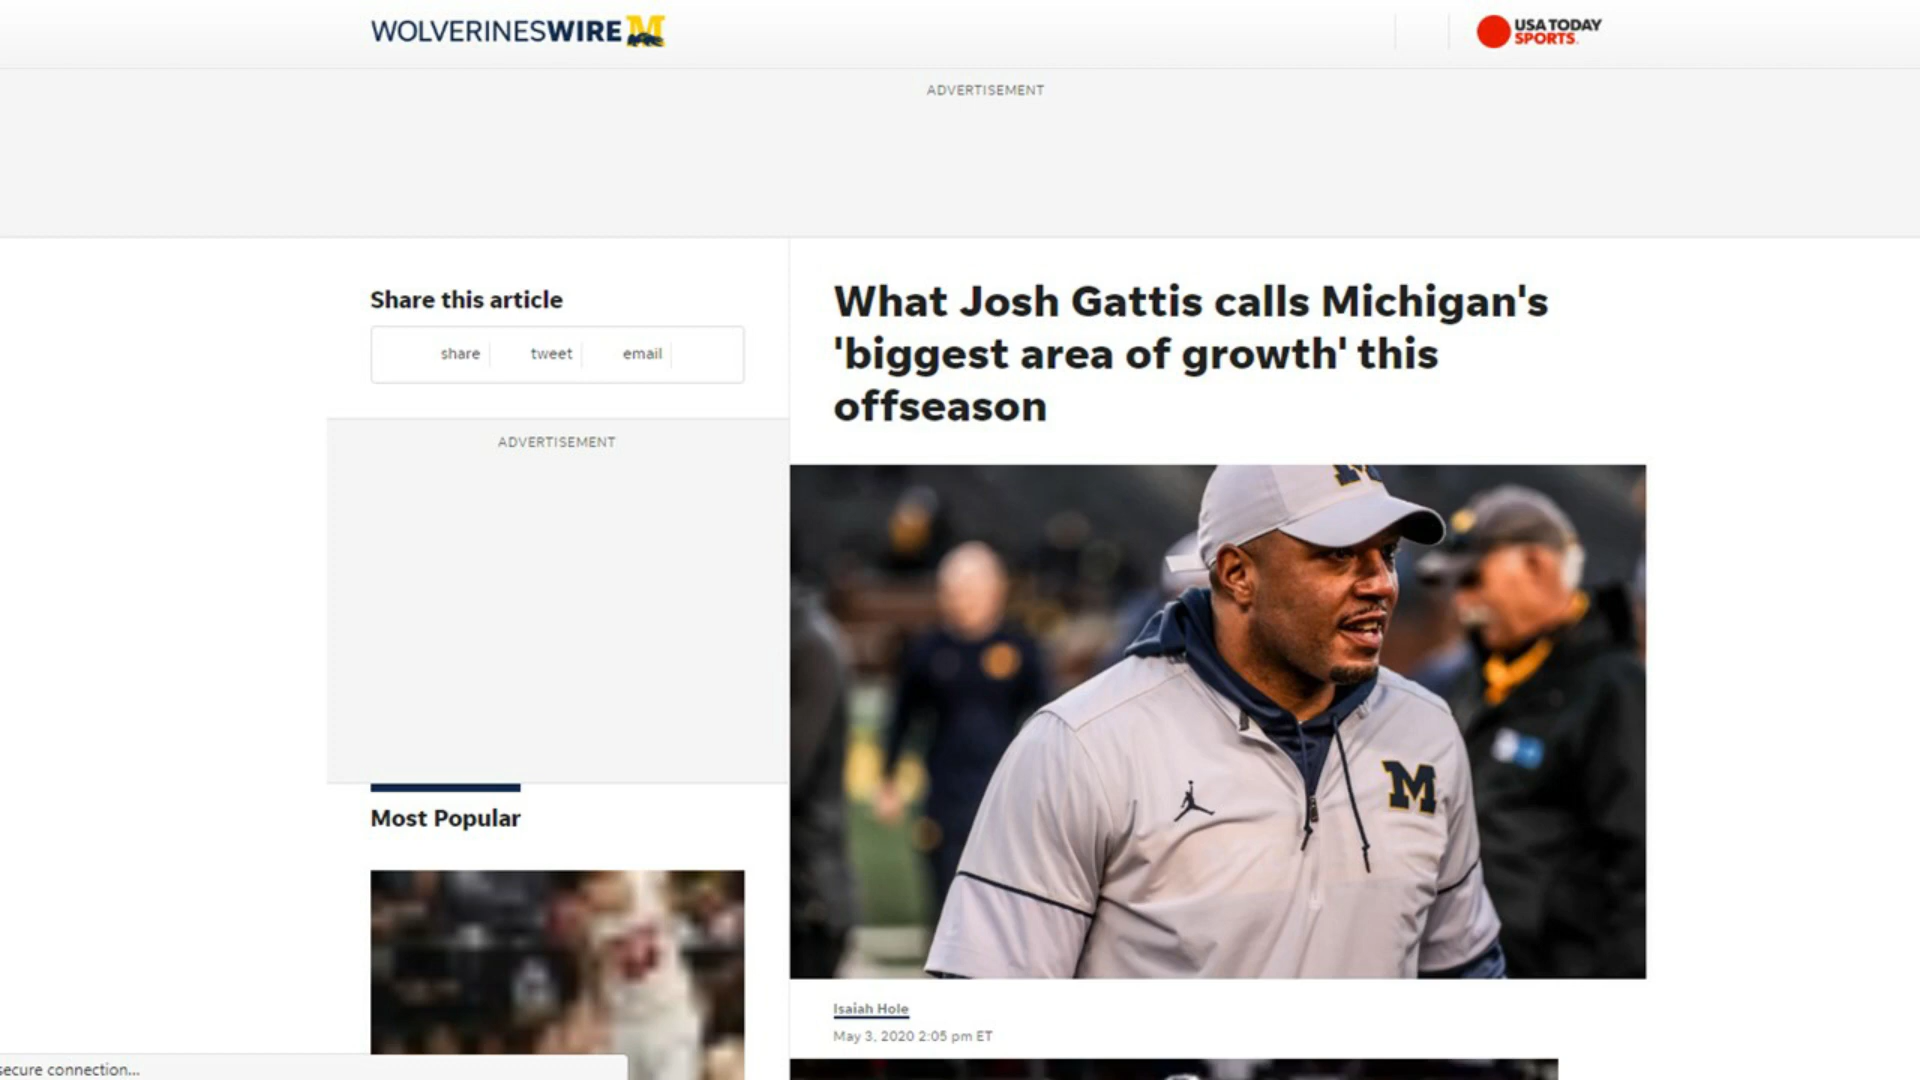 WOLVERINESWIRE
USA TODAY
SPORTS
ADVERTISEMENT
Share this article
share tweet email
ADVERTISEMENT
Most Popular
What Josh Gattis calls Michigan's
'biggest area of growth' this
offseason
M
Isaiah Hole
May 3, 2020 2:05 pm ET
secure connection...